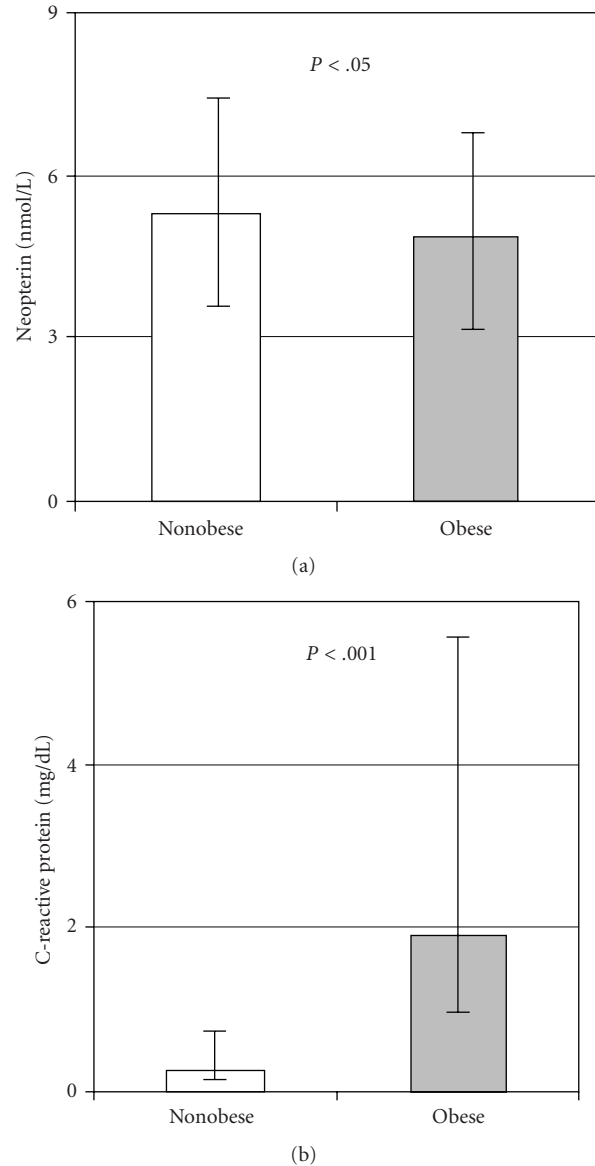 9
P < .05
6
Neopterin (nmol/L)
3
0
Nonobese
Obese
(a)
6
P < .001
4
C-reactive protein (mg/dL)
2
0
Nonobese
Obese
(b)